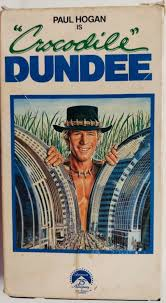 PAUL HOGAN
IS
"Crocodile"
DUNDEE